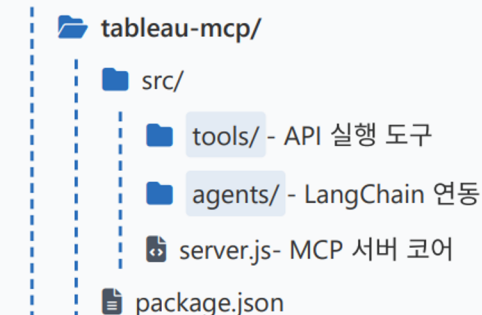 tableau-mcp/
src/
tools/ - API 실행 도구
agents/ - LangChain 연동
server.js- MCP 서버 코어
package.json